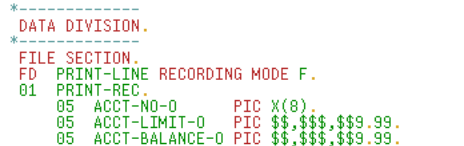 *-------------
DATA DIVISION.
*-------------
FILE SECTION.
FD  PRINT-LINE RECORDING MODE F.
01  PRINT-REC.
    05  ACCT-NO-O      PIC X(8).
    05  ACCT-LIMIT-O   PIC $$,$$$,$$9.99.
    05  ACCT-BALANCE-O PIC $$,$$$,$$9.99.